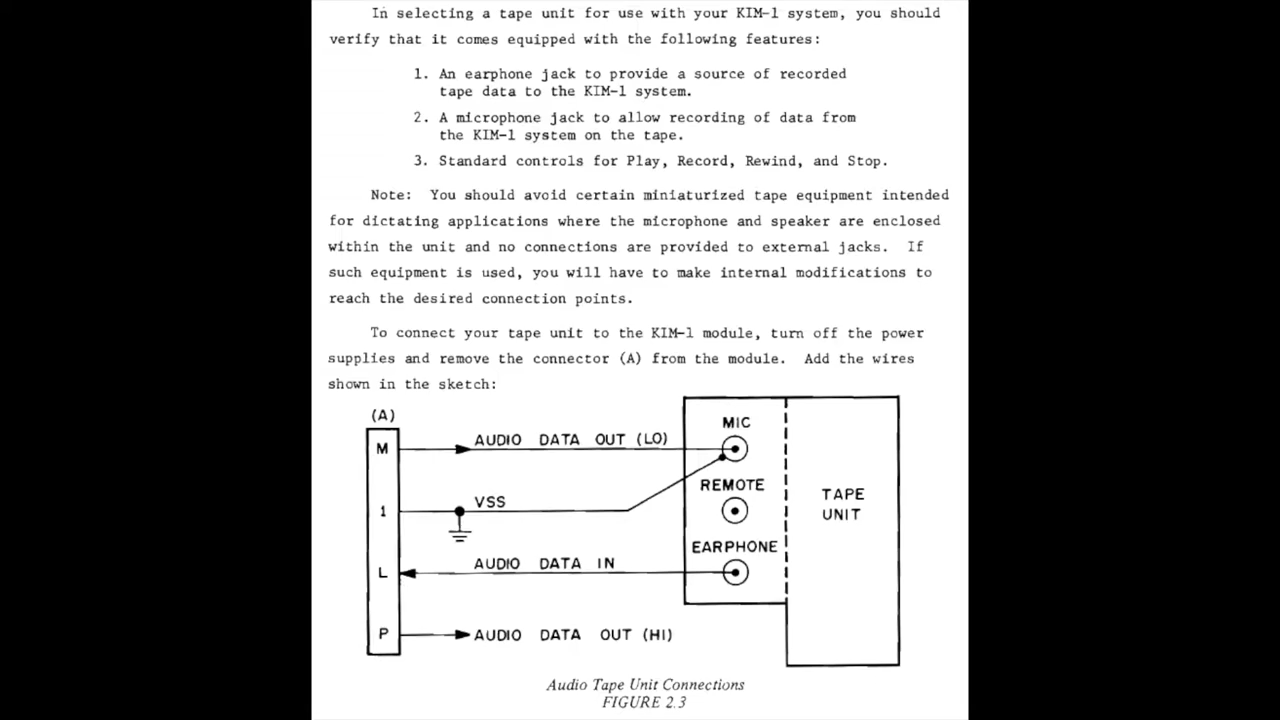 In selecting a tape unit for use with your KIM-1 system, you should
verify that it comes equipped with the following features:
1. An earphone jack to provide a source of recorded
tape data to the KIM-1 system.
2. A microphone jack to allow recording of data from
the KIM-1 system on the tape.
3. Standard controls for Play, Record, Rewind, and Stop.
Note: You should avoid certain miniaturized tape equipment intended
for dictating applications where the microphone and speaker are enclosed
within the unit and no connections are provided to external jacks. If
such equipment is used, you will have to make internal modifications to
reach the desired connection points.
To connect your tape unit to the KIM-1 module, turn off the power
supplies and remove the connector (A) from the module. Add the wires
shown in the sketch:
(A)
M
AUDIO DATA OUT (LO)
MIC
1
VSS
REMOTE
TAPE
UNIT
L
AUDIO DATA IN
EARPHONE
P
AUDIO DATA OUT (HI)
Audio Tape Unit Connections
FIGURE 2.3